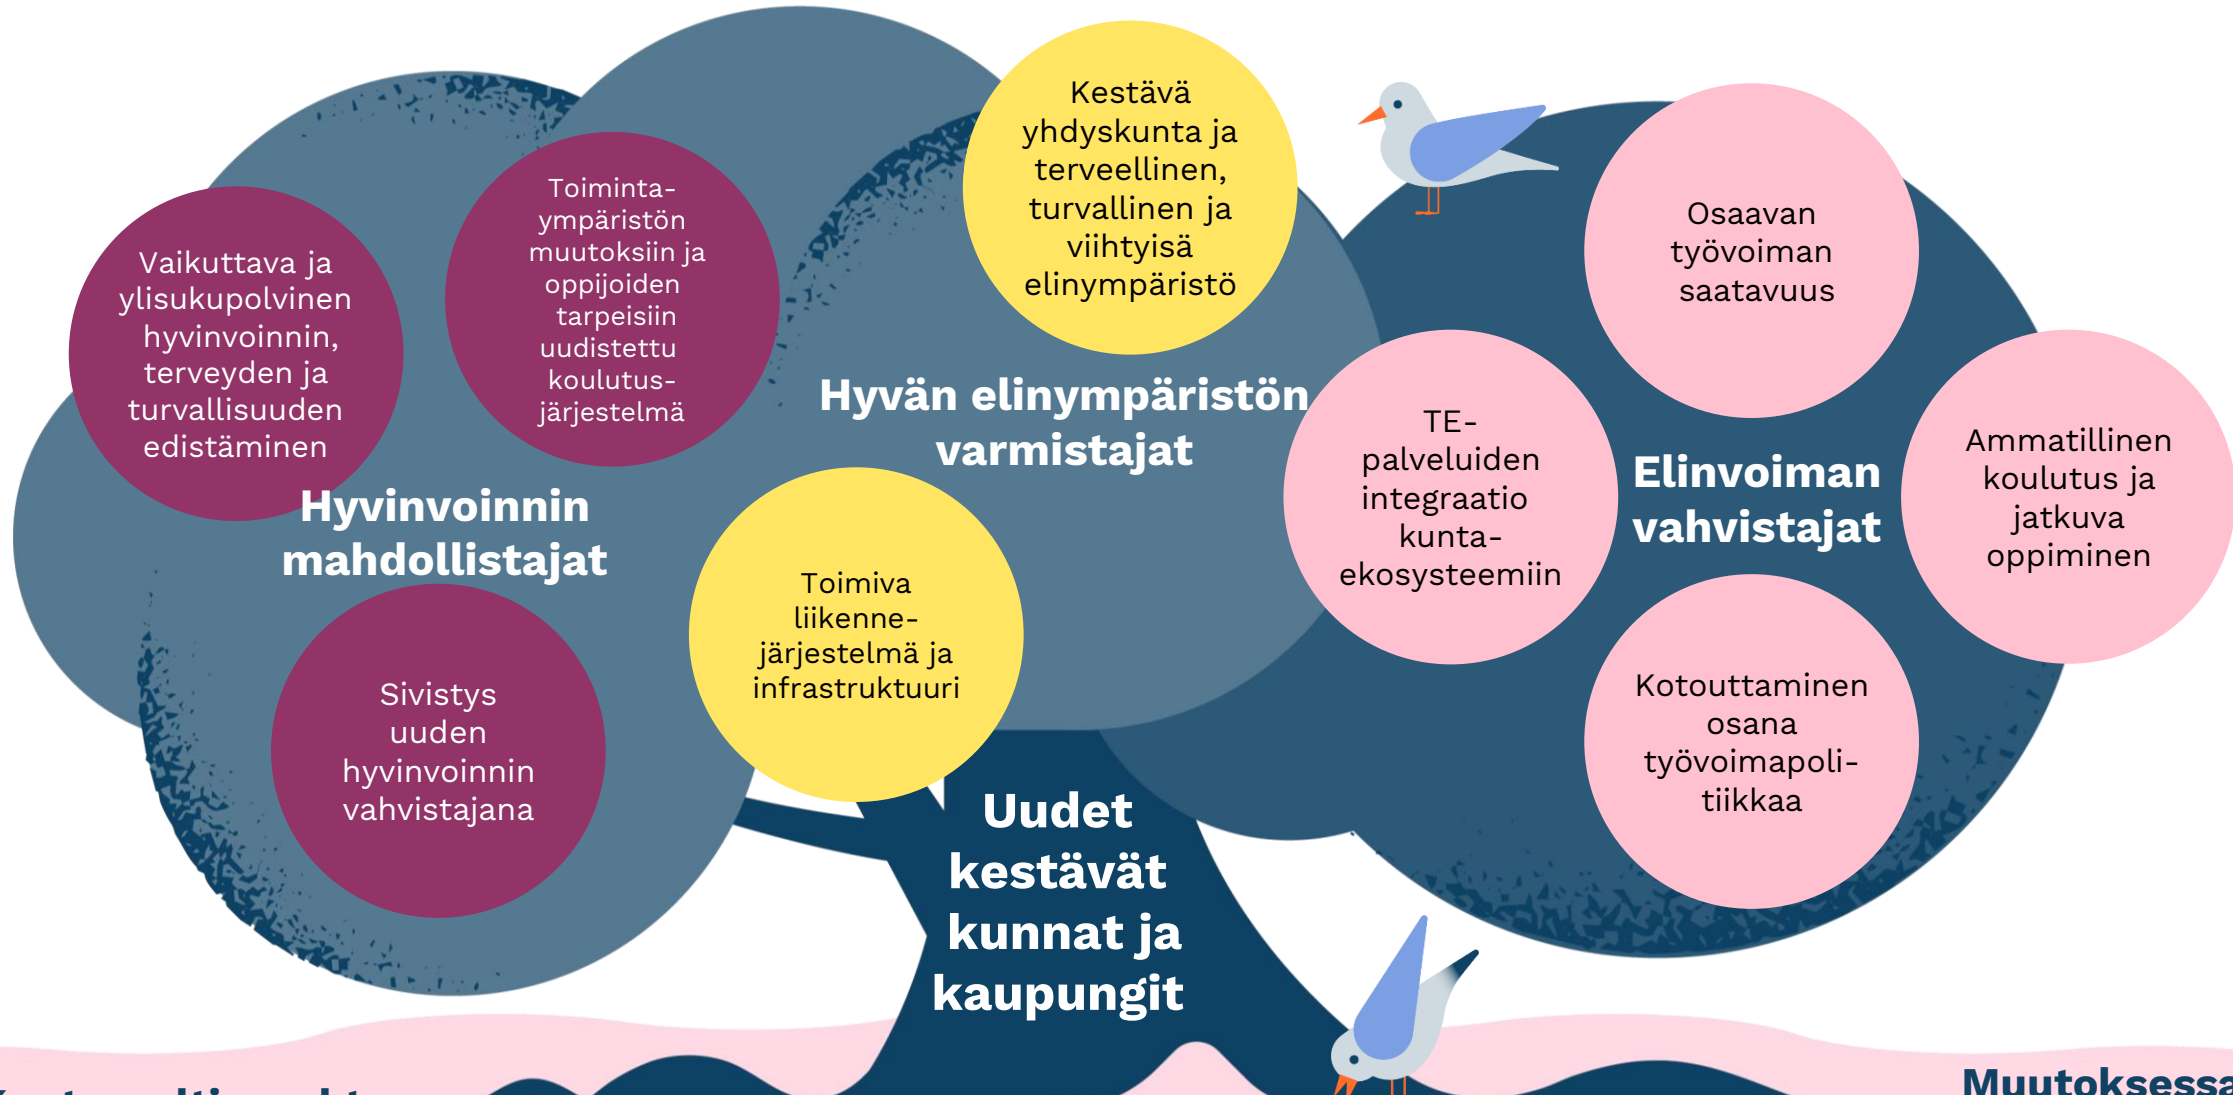 Vaikuttava ja
ylisukupolvinen
hyvinvoinnin,
terveyden ja
turvallisuuden
edistäminen
Toiminta-
ympäristön
muutoksiin ja
oppijoiden
tarpeisiin
uudistettu
koulutus-
järjestelmä
Hyvinvoinnin
mahdollistajat
Sivistys
uuden
hyvinvoinnin
vahvistajana
Kestävä
yhdyskunta ja
terveellinen,
turvallinen ja
viihtyisä
elinympäristö
Hyvän elinympäristön
varmistajat
Toimiva
liikenne-
järjestelmä ja
infrastruktuuri
Osaavan
työvoiman
saatavuus
TE-
palveluiden
integraatio
kunta-
ekosysteemiin
Elinvoiman
vahvistajat
Ammatillinen
koulutus ja
jatkuva
oppiminen
Kotouttaminen
osana
työvoimapoli-
tiikkaa
Uudet
kestävät
kunnat ja
kaupungit
Muutoksessa